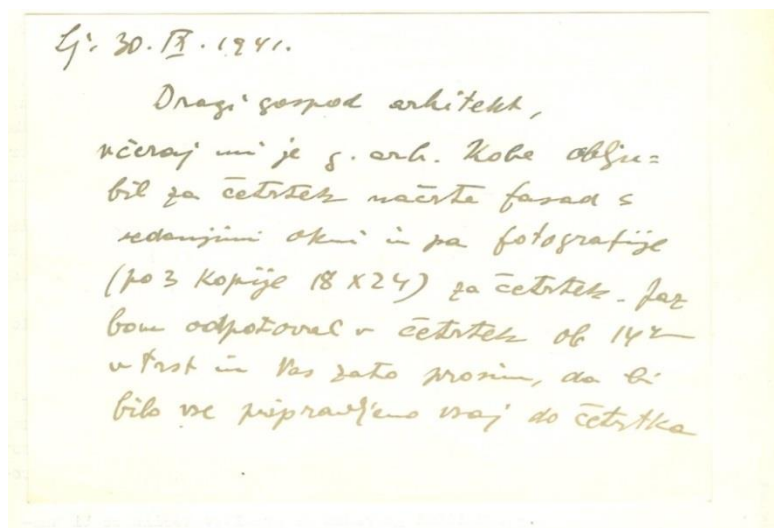 Lj. 30. IX. 1941.
Dragi gospod arhitekt,
včeraj mi je g. arh. Kobe oblju=
bil za četrtek načrte fasad s
sedanjimi okni in pa fotografije
(po 3 kopije 18 x 24) za četrtek. Jaz
bom odpotoval v četrtek ob 14h
v Trst in Vas zato prosim, da bi
bilo vse pripravljeno vsaj do četrtka